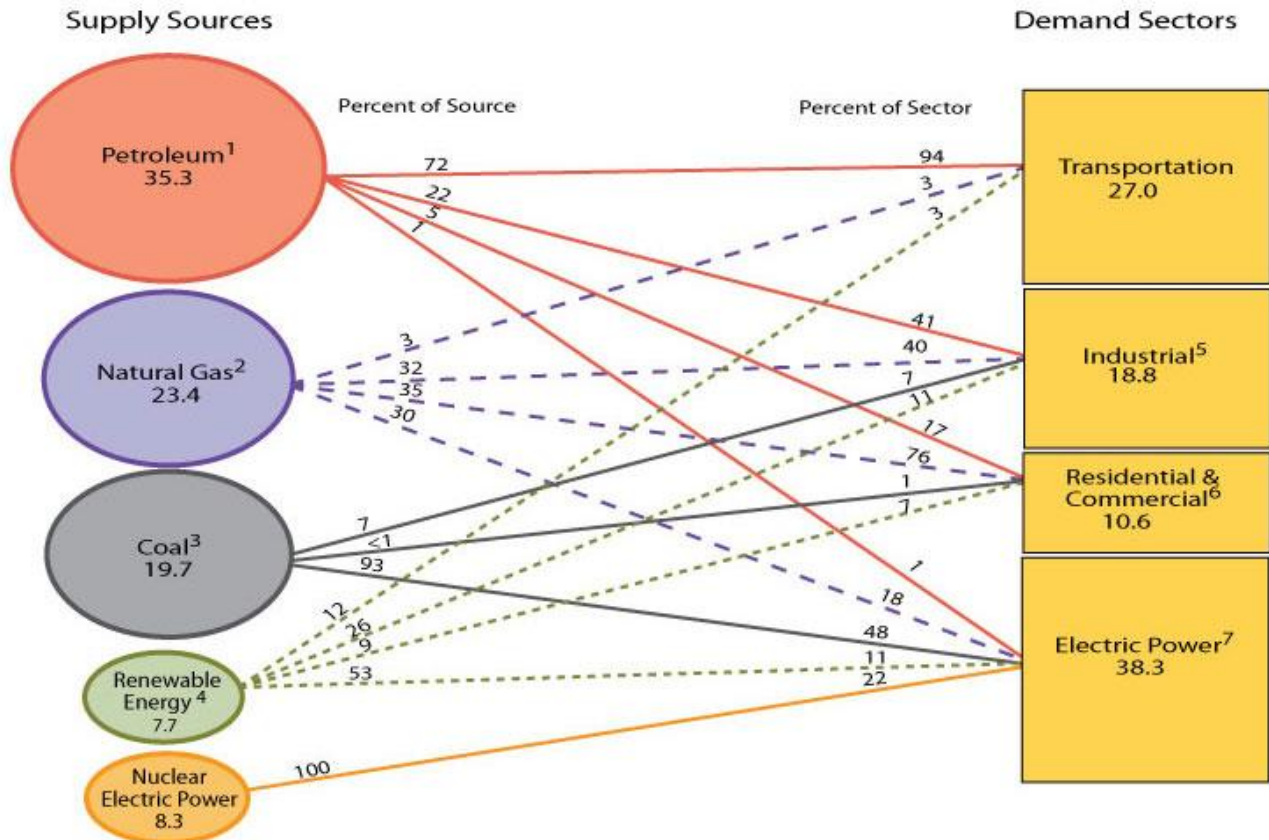 Supply Sources
Demand Sectors
Percent of Source
Percent of Sector
Petroleum¹
35.3
72
94
Transportation
27.0
22
3
5
3
1
Natural Gas²
23.4
3
32
35
30
41
40
7
11
Industrial⁵
18.8
17
76
1
7
Residential &
Commercial⁶
10.6
Coal³
19.7
7
<1
93
1
18
48
11
22
Electric Power⁷
38.3
Renewable
Energy ⁴
7.7
12
26
9
53
Nuclear
Electric Power
8.3
100